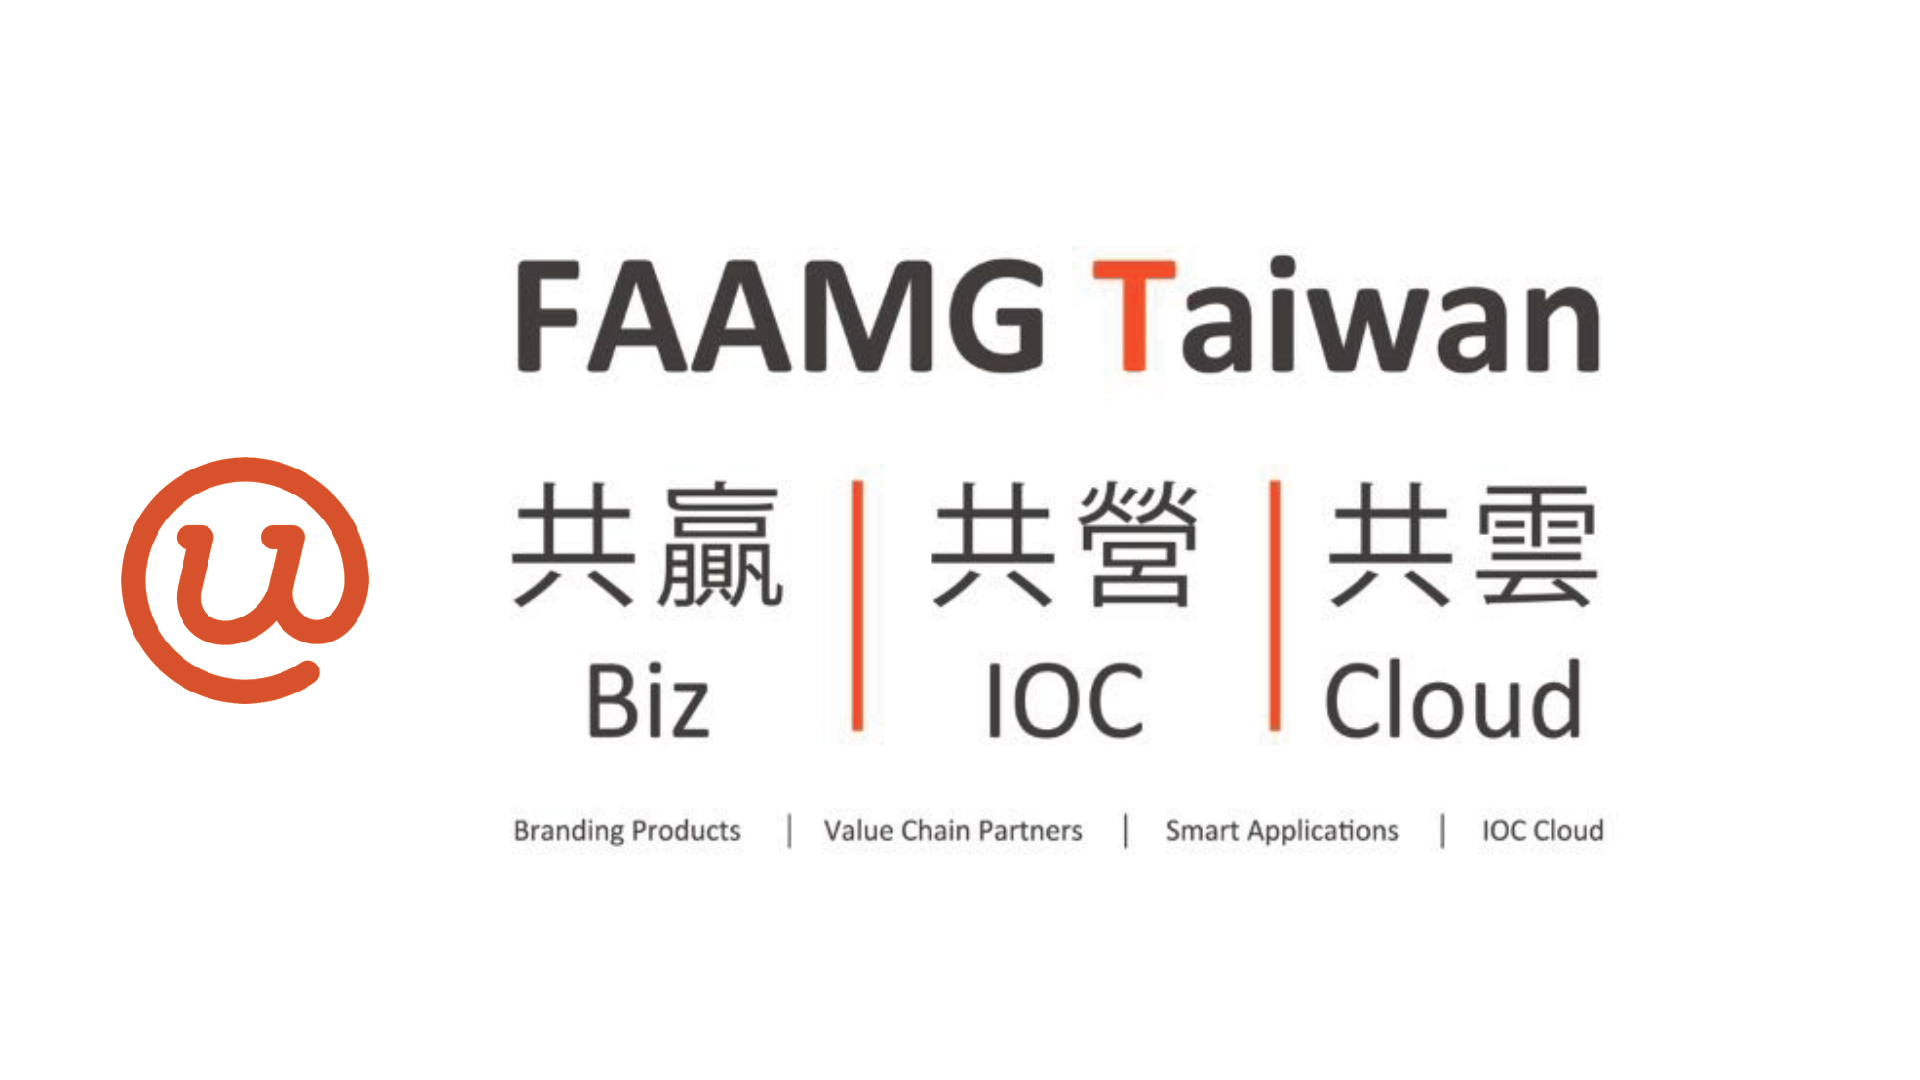 FAAMG Taiwan
共贏 | 共營 | 共雲
Biz | IOC | Cloud
Branding Products | Value Chain Partners | Smart Applications | IOC Cloud
@u